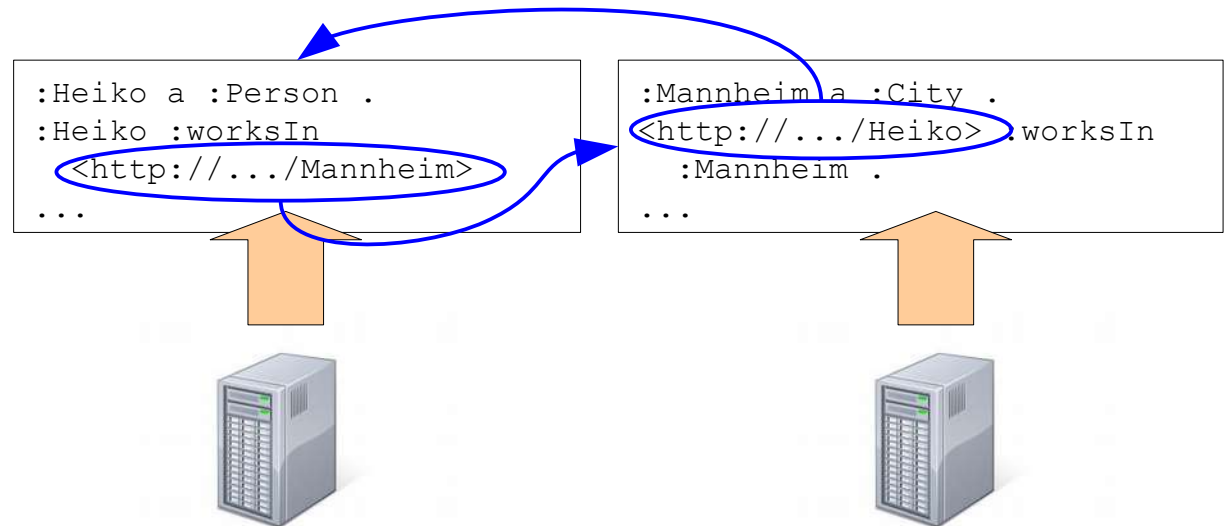 :Heiko a :Person .
:Heiko :worksIn
<http://.../Mannheim>
...
:Mannheim a :City .
<http://.../Heiko> :worksIn
:Mannheim .
...